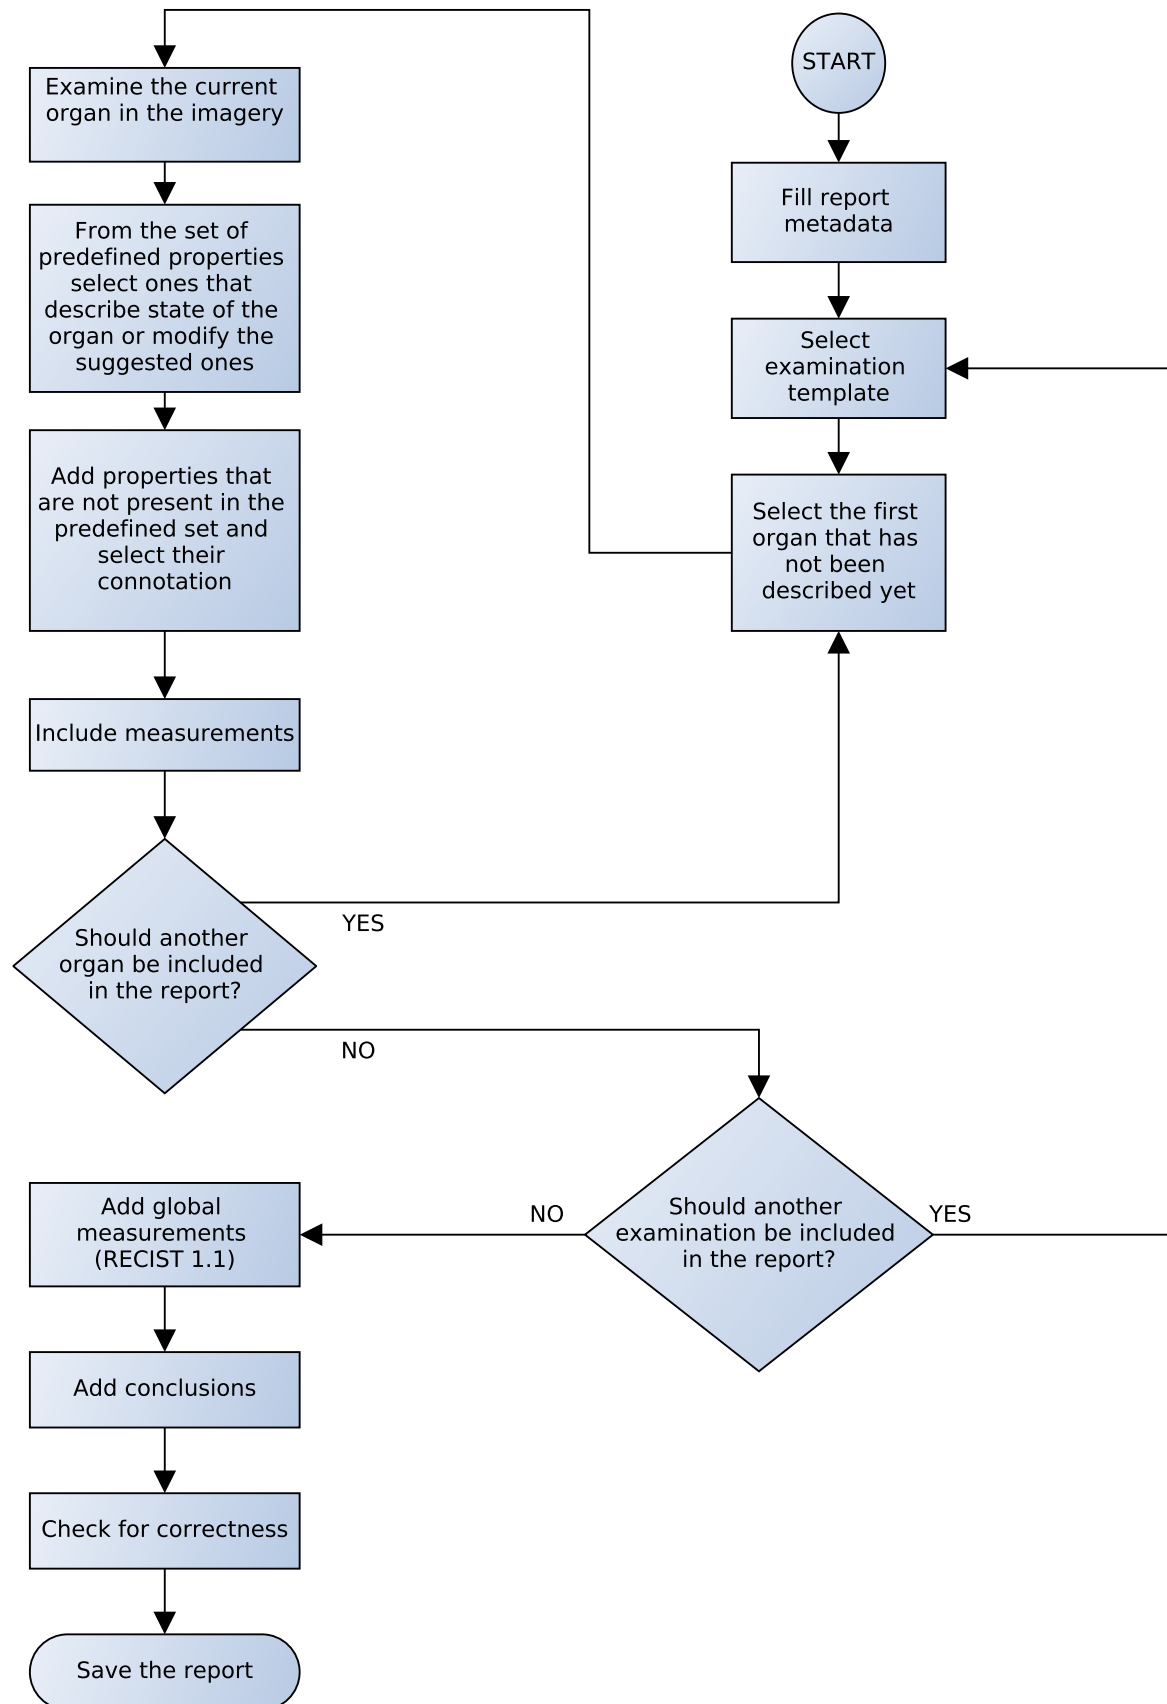 START
Fill report
metadada
Select
examination
template
Select the first
organ that has
not been
described yet
Examine the current
organ in the imagery
From the set of
predefined properties
select ones that
describe state of the
organ or modify the
suggested ones
Add properties that
are not present in the
predefined set and
select their
connotation
Include measurements
Should another
organ be included
in the report?
YES
NO
Should another
examination be included
in the report?
YES
NO
Add global
measurements
(RECIST 1.1)
Add conclusions
Check for correctness
Save the report